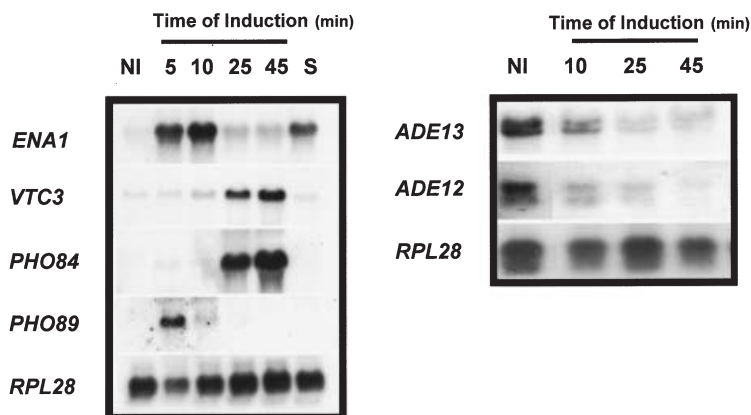 Time of Induction (min)
NI 5 10 25 45 S
ENA1
VTC3
PHO84
PHO89
RPL28
Time of Induction (min)
NI 10 25 45
ADE13
ADE12
RPL28